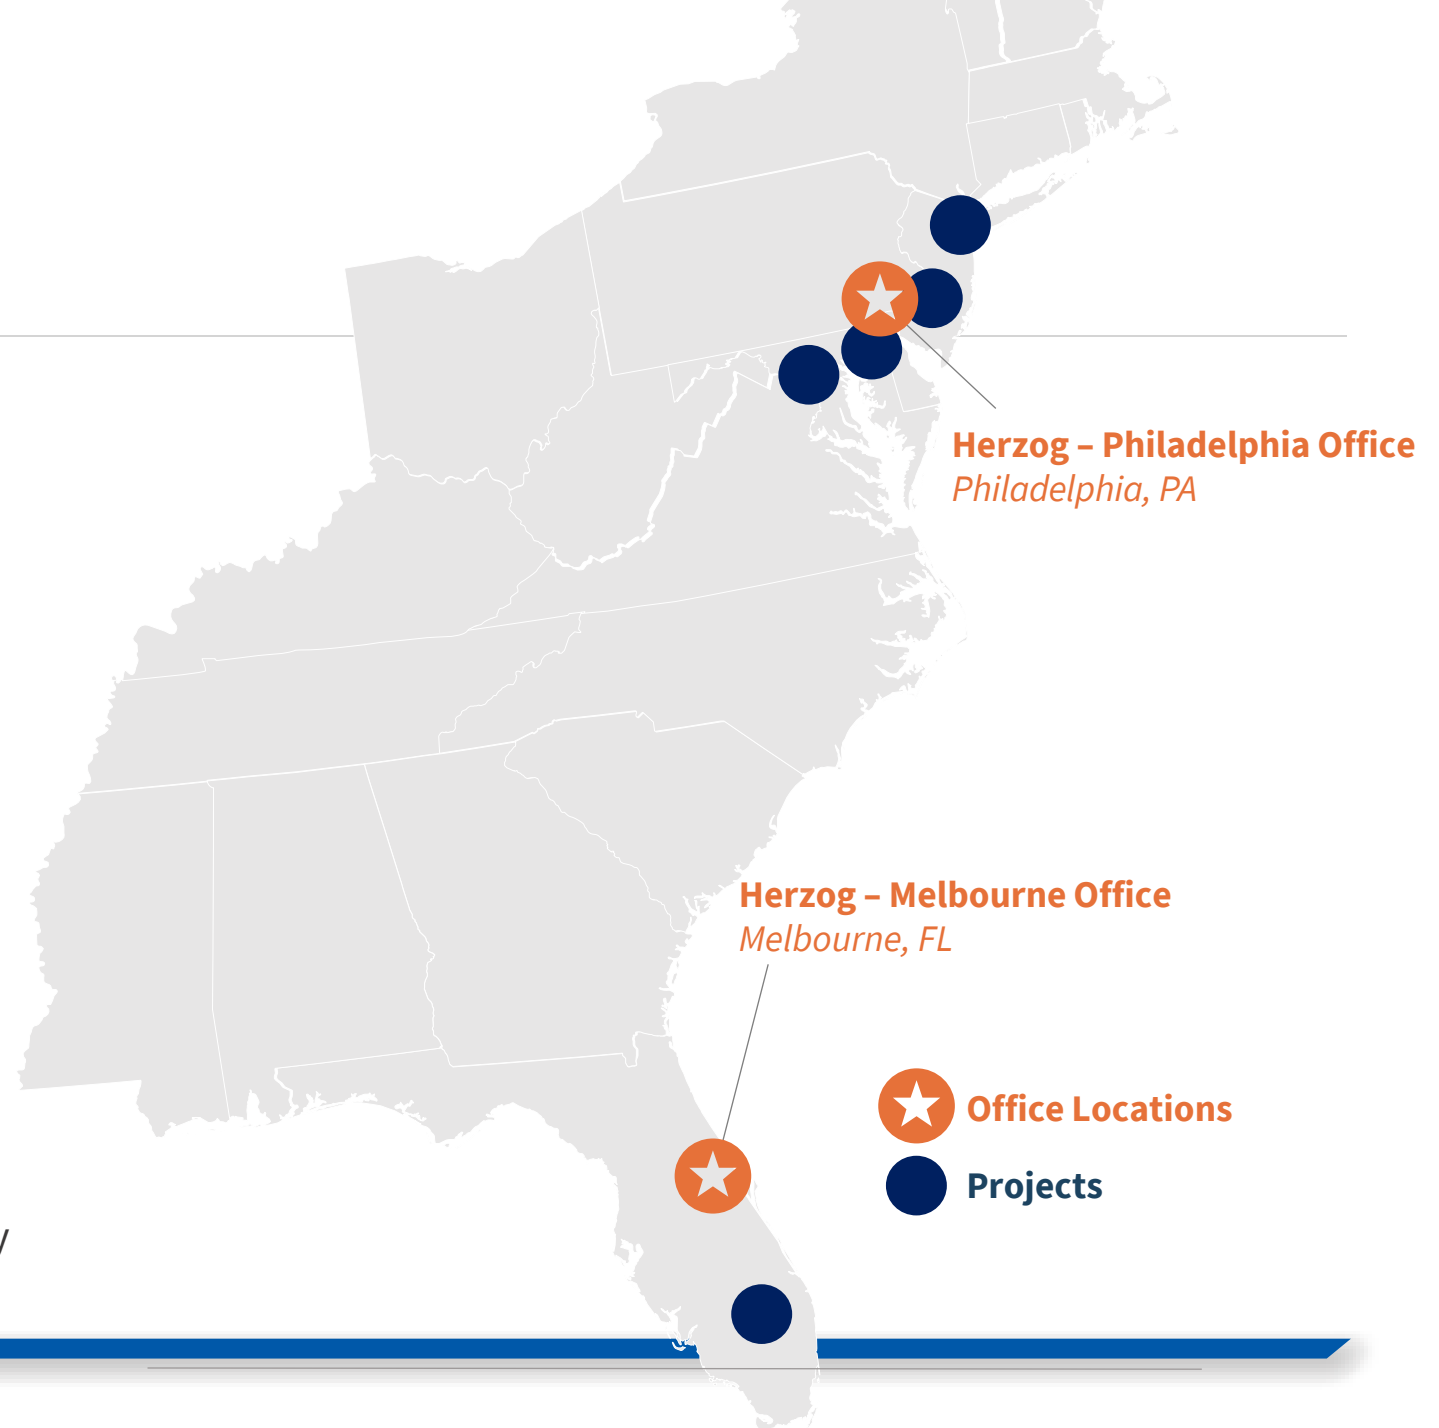 Herzog – Philadelphia Office
Philadelphia, PA
Herzog – Melbourne Office
Melbourne, FL
Office Locations
Projects